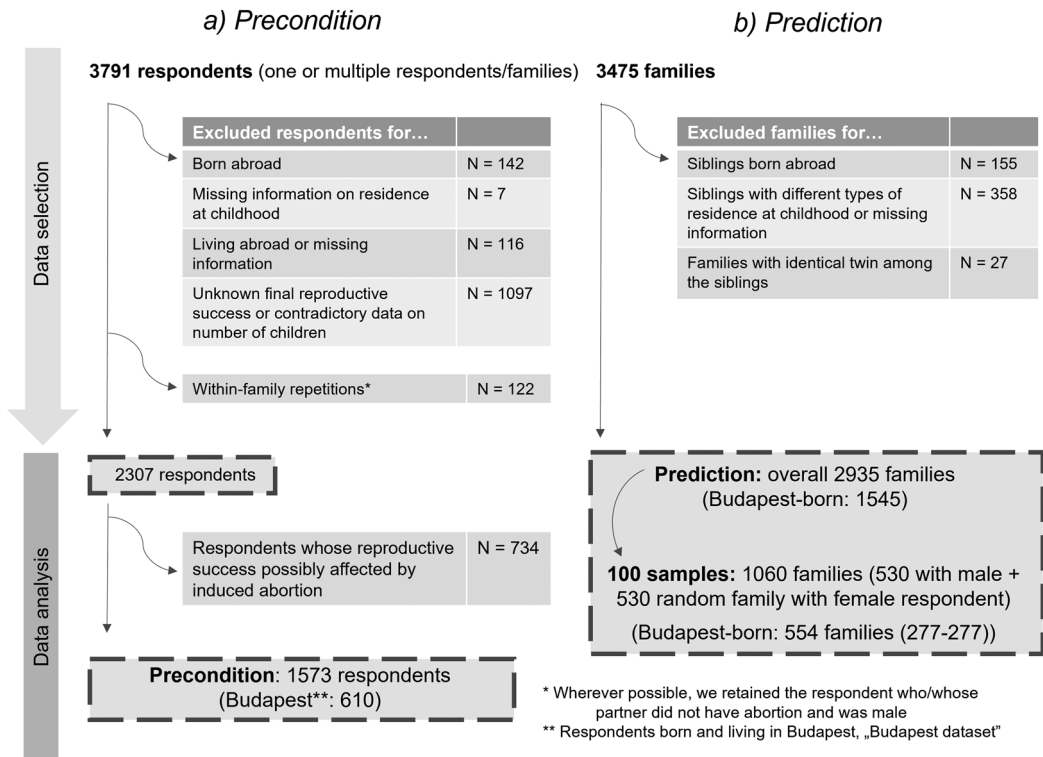 a) Precondition
b) Prediction
Data selection
3791 respondents (one or multiple respondents/families)
3475 families
Excluded respondents for…
Born abroad
N = 142
Missing information on residence
at childhood
N = 7
Living abroad or missing
information
N = 116
Unknown final reproductive
success or contradictory data on
number of children
N = 1097
Within-family repetitions*
N = 122
Excluded families for…
Siblings born abroad
N = 155
Siblings with different types of
residence at childhood or missing
information
N = 358
Families with identical twin among
the siblings
N = 27
Data analysis
2307 respondents
Respondents whose reproductive
success possibly affected by
induced abortion
N = 734
Precondition: 1573 respondents
(Budapest**: 610)
Prediction: overall 2935 families
(Budapest-born: 1545)
100 samples: 1060 families (530 with male +
530 random family with female respondent)
(Budapest-born: 554 families (277-277))
* Wherever possible, we retained the respondent who/whose
partner did not have abortion and was male
** Respondents born and living in Budapest, „Budapest dataset”